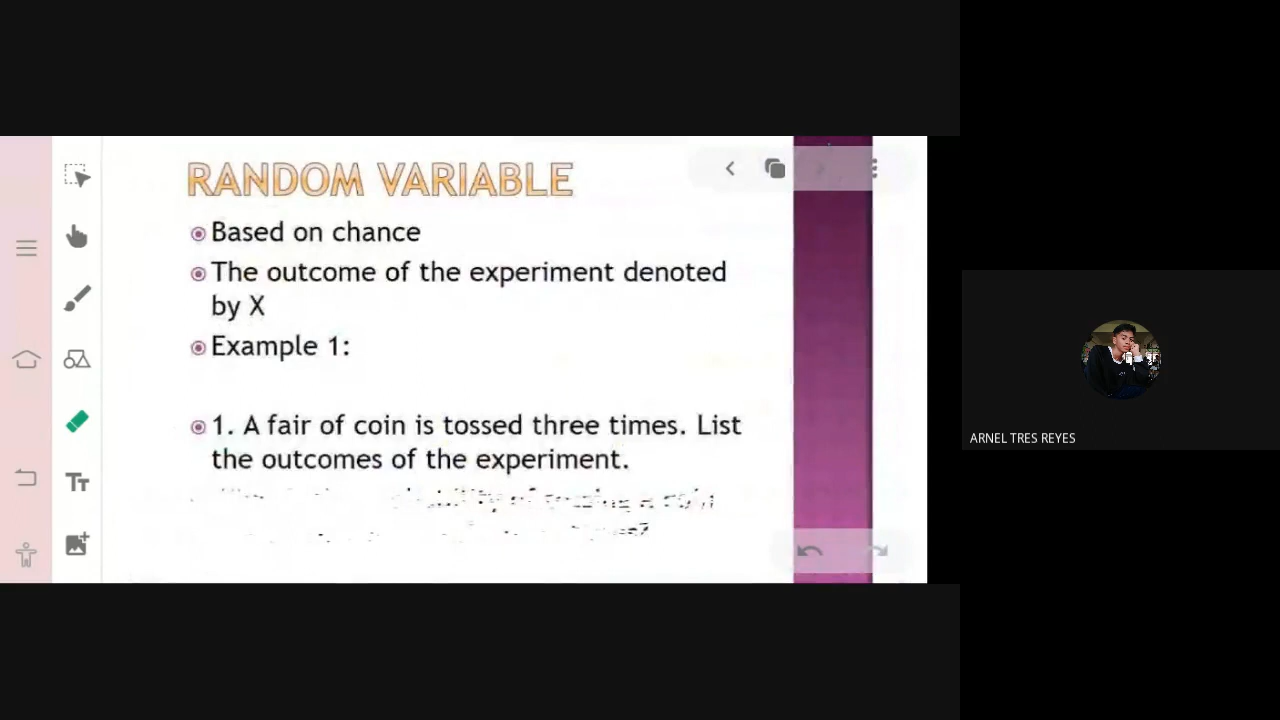 RANDOM VARIABLE
Based on chance
The outcome of the experiment denoted
by X
Example 1:
1. A fair of coin is tossed three times. List
the outcomes of the experiment.
of a
ARNEL TRES REYES